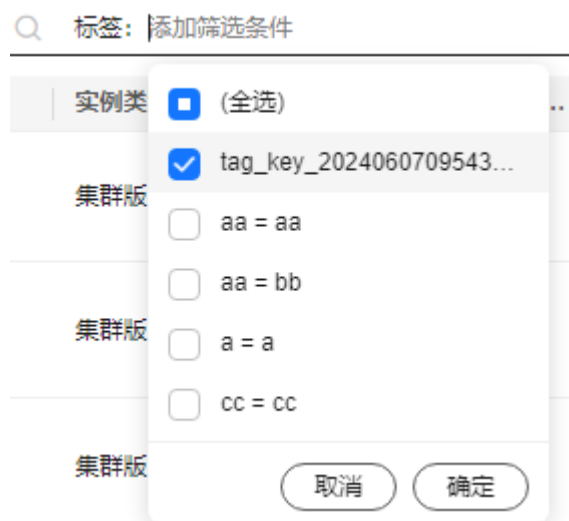 标签: 添加筛选条件
实例类
..
(全选)
tag_key_2024060709543...
集群版
aa = aa
aa = bb
集群版
a = a
cc = cc
集群版
取消
确定